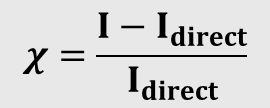 χ = (I − I_direct) / I_direct